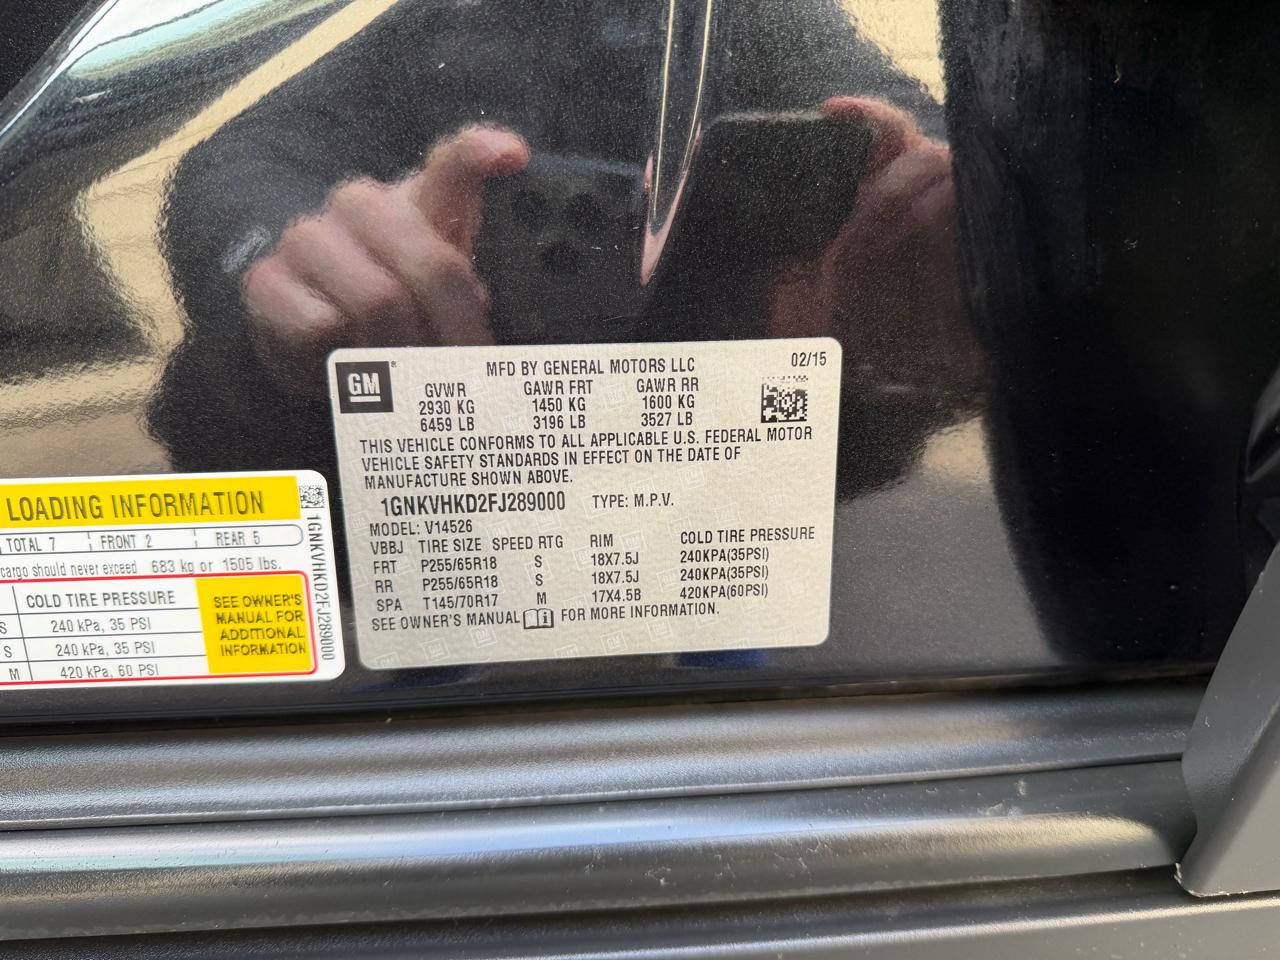 GM
MFD BY GENERAL MOTORS LLC 02/15
GVWR GAWR FRT GAWR RR
2930 KG 1450 KG 1600 KG
6459 LB 3196 LB 3527 LB
THIS VEHICLE CONFORMS TO ALL APPLICABLE U.S. FEDERAL MOTOR
VEHICLE SAFETY STANDARDS IN EFFECT ON THE DATE OF
MANUFACTURE SHOWN ABOVE.
1GNKVHKD2FJ289000 TYPE: M.P.V.
MODEL: V14526
VBBJ TIRE SIZE SPEED RTG RIM COLD TIRE PRESSURE
FRT P255/65R18 S 18X7.5J 240KPA(35PSI)
RR P255/65R18 S 18X7.5J 240KPA(35PSI)
SPA T145/70R17 M 17X4.5B 420KPA(60PSI)
SEE OWNER'S MANUAL FOR MORE INFORMATION.
LOADING INFORMATION
TOTAL 7 FRONT 2 REAR 5
cargo should never exceed 683 kg or 1505 lbs.
COLD TIRE PRESSURE
S 240 kPa, 35 PSI
S 240 kPa, 35 PSI
M 420 kPa, 60 PSI
SEE OWNER'S
MANUAL FOR
ADDITIONAL
INFORMATION
1GNKVHKD2FJ289000